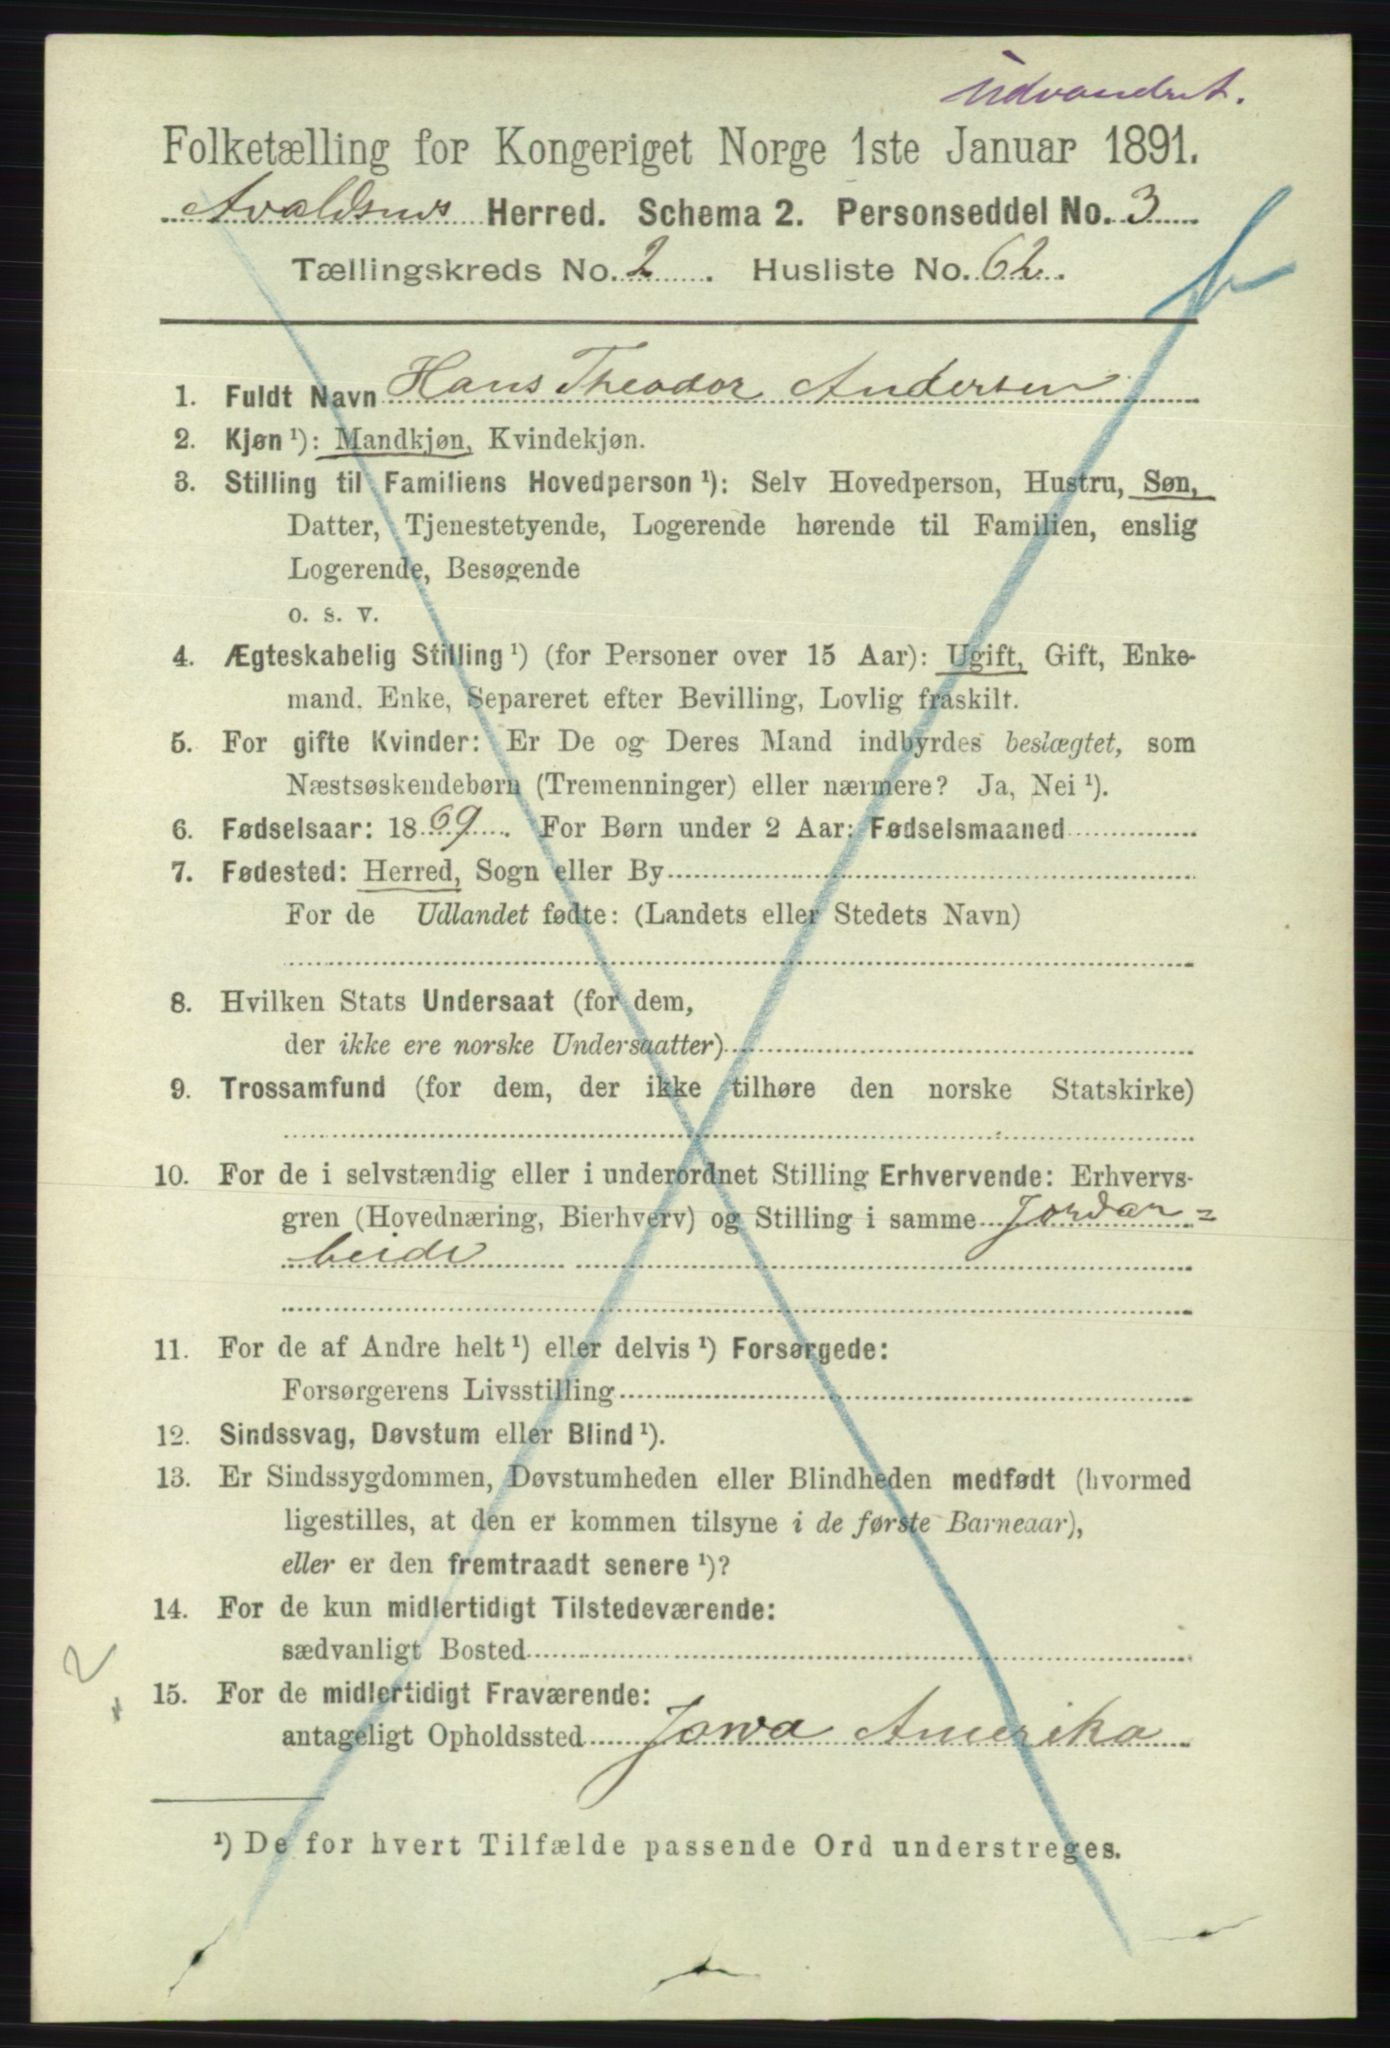 Udvandret.
Folketælling for Kongeriget Norge 1ste Januar 1891.
Avaldsnes Herred. Schema 2. Personseddel No. 3
Tællingskreds No. 2. Husliste No. 62.
1. Fuldt Navn Hans Theodor Andersen
2. Kjøn ¹): Mandkjøn, Kvindekjøn.
3. Stilling til Familiens Hovedperson ¹): Selv Hovedperson, Hustru, Søn,
Datter, Tjenestetyende, Logerende hørende til Familien, enslig
Logerende, Besøgende
o. s. v.
4. Ægteskabelig Stilling ¹) (for Personer over 15 Aar): Ugift, Gift, Enke-
mand, Enke, Separeret efter Bevilling, Lovlig fraskilt.
5. For gifte Kvinder: Er De og Deres Mand indbyrdes beslægtet, som
Næstsøskendebørn (Tremenninger) eller nærmere? Ja, Nei ¹).
6. Fødselsaar: 1869. For Børn under 2 Aar: Fødselsmaaned
7. Fødested: Herred, Sogn eller By
For de Udlandet fødte: (Landets eller Stedets Navn)
8. Hvilken Stats Undersaat (for dem,
der ikke ere norske Undersaatter)
9. Trossamfund (for dem, der ikke tilhøre den norske Statskirke)
10. For de i selvstændig eller i underordnet Stilling Erhvervende: Erhvervs-
gren (Hovednæring, Bierhverv) og Stilling i samme Jordar=
beide
11. For de af Andre helt ¹) eller delvis ¹) Forsørgede:
Forsørgerens Livsstilling
12. Sindssvag, Døvstum eller Blind ¹).
13. Er Sindssygdommen, Døvstumheden eller Blindheden medfødt (hvormed
ligestilles, at den er kommen tilsyne i de første Barneaar),
eller er den fremtraadt senere ¹)?
14. For de kun midlertidigt Tilstedeværende:
sædvanligt Bosted
2
15. For de midlertidigt Fraværende:
antageligt Opholdssted Jowa Amerika
¹) De for hvert Tilfælde passende Ord understreges.